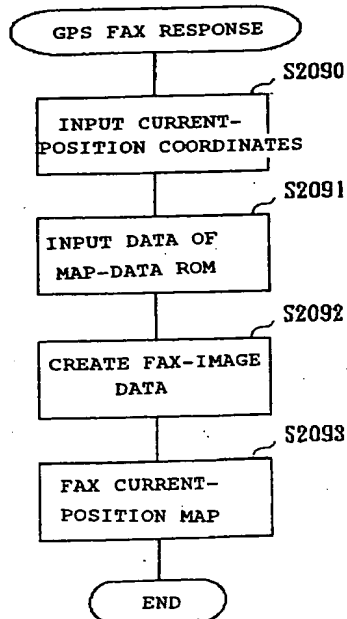 GPS FAX RESPONSE
S2090
INPUT CURRENT-
POSITION COORDINATES
S2091
INPUT DATA OF
MAP-DATA ROM
S2092
CREATE FAX-IMAGE
DATA
S2093
FAX CURRENT-
POSITION MAP
END